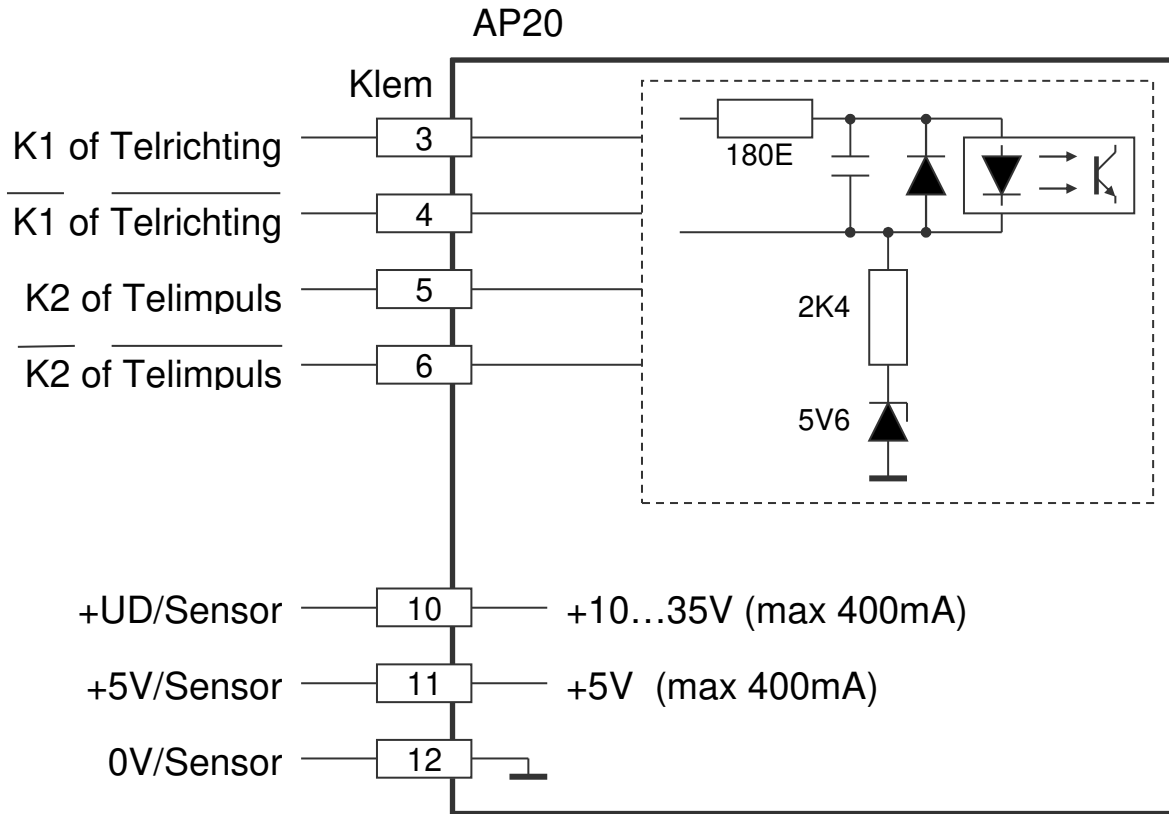 AP20
Klem
K1 of Telrichting
3
180E
K1 of Telrichting
4
K2 of Telimpuls
5
2K4
K2 of Telimpuls
6
5V6
+UD/Sensor
10
+10…35V (max 400mA)
+5V/Sensor
11
+5V (max 400mA)
0V/Sensor
12